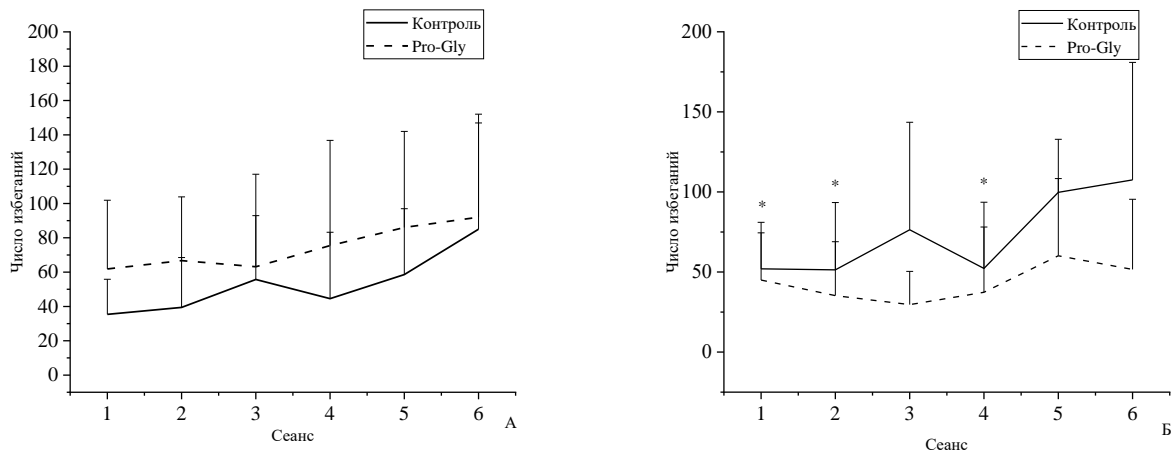 Контроль
Pro-Gly
200
180
160
140
120
100
80
60
40
20
0
Число избеганий
1 2 3 4 5 6
Сеанс
А
Контроль
Pro-Gly
200
150
100
50
0
Число избеганий
* * *
1 2 3 4 5 6
Сеанс
Б